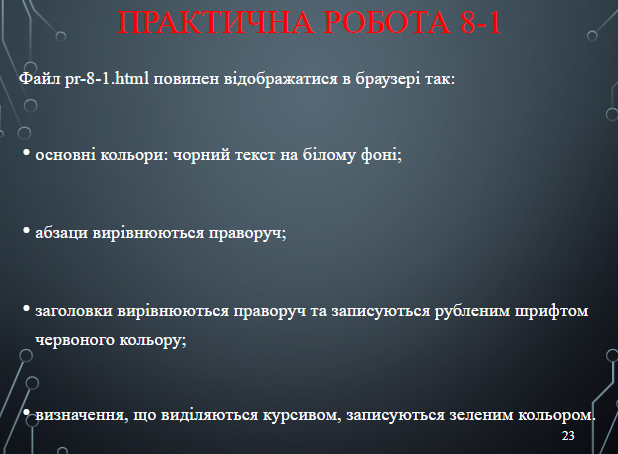 ПРАКТИЧНА РОБОТА 8-1
Файл pr-8-1.html повинен відображатися в браузері так:
• основні кольори: чорний текст на білому фоні;
• абзаци вирівнюються праворуч;
• заголовки вирівнюються праворуч та записуються рубленим шрифтом
червоного кольору;
• визначення, що виділяються курсивом, записуються зеленим кольором.
23